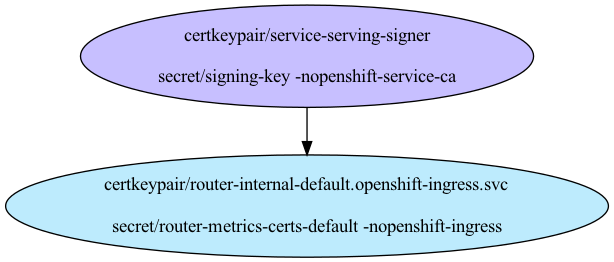 certkeypair/service-serving-signer
secret/signing-key -nopenshift-service-ca
certkeypair/router-internal-default.openshift-ingress.svc
secret/router-metrics-certs-default -nopenshift-ingress